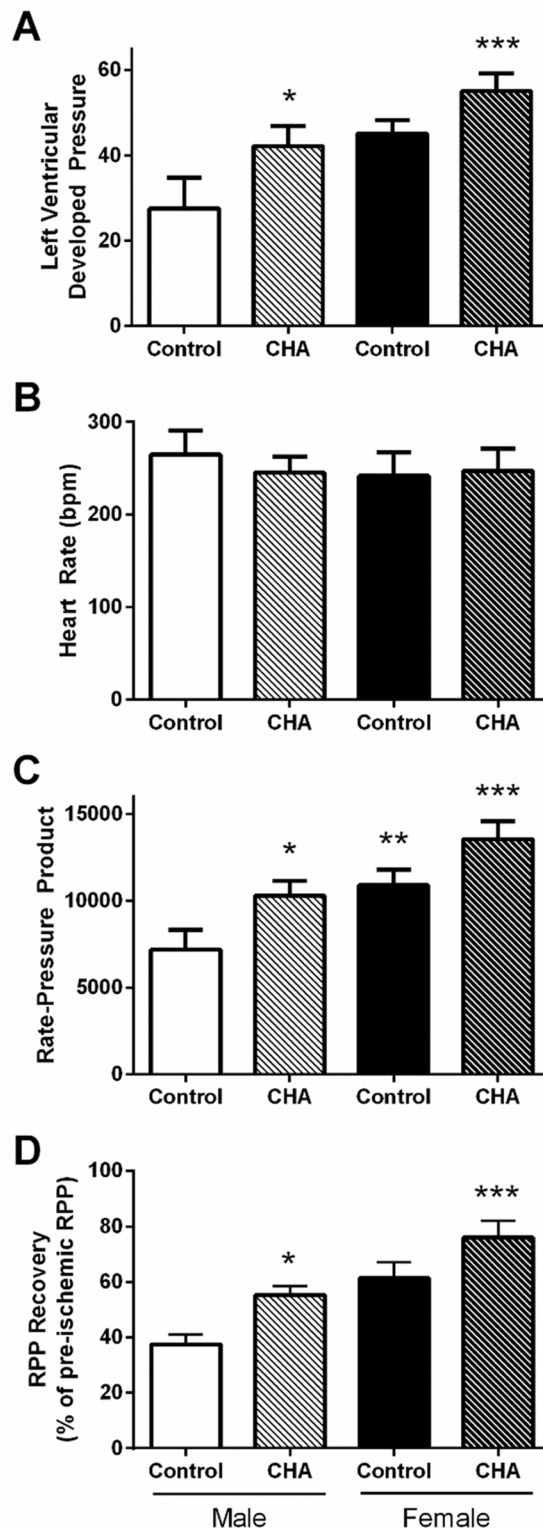 A
Left Ventricular
Developed Pressure
60
40
20
0
*
***
Control CHA Control CHA
B
Heart Rate (bpm)
300
200
100
0
Control CHA Control CHA
C
Rate-Pressure Product
15000
10000
5000
0
*
**
***
Control CHA Control CHA
D
RPP Recovery
(% of pre-ischemic RPP)
100
80
60
40
20
0
*
***
Control CHA Control CHA
Male Female